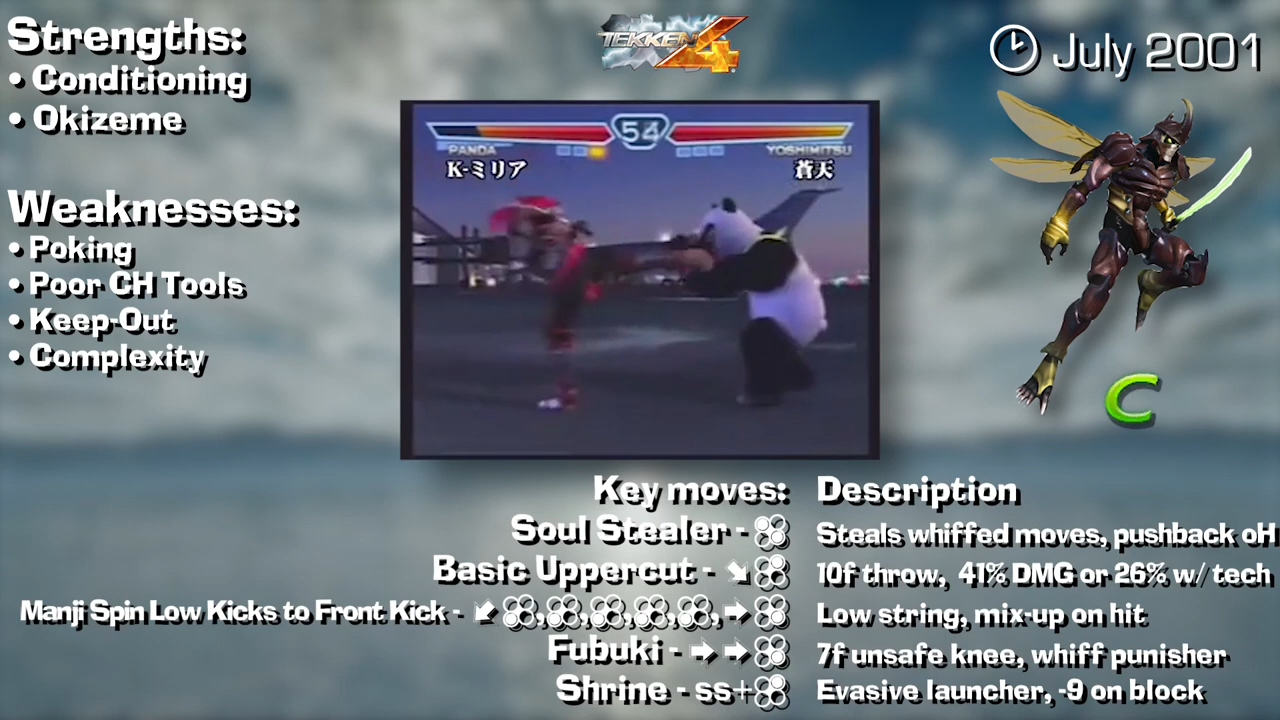 Strengths:
• Conditioning
• Okizeme
Weaknesses:
• Poking
• Poor CH Tools
• Keep-Out
• Complexity
TEKKEN 4
July 2001
54
PANDA
YOSHIMITSU
K-ミリア
蒼天
C
Key moves:
Description
Soul Stealer -
Steals whiffed moves, pushback oH
Basic Uppercut - ↘
10f throw, 41% DMG or 26% w/ tech
Manji Spin Low Kicks to Front Kick - ↙ , , , , , →
Low string, mix-up on hit
Fubuki - → →
7f unsafe knee, whiff punisher
Shrine - ss+
Evasive launcher, -9 on block